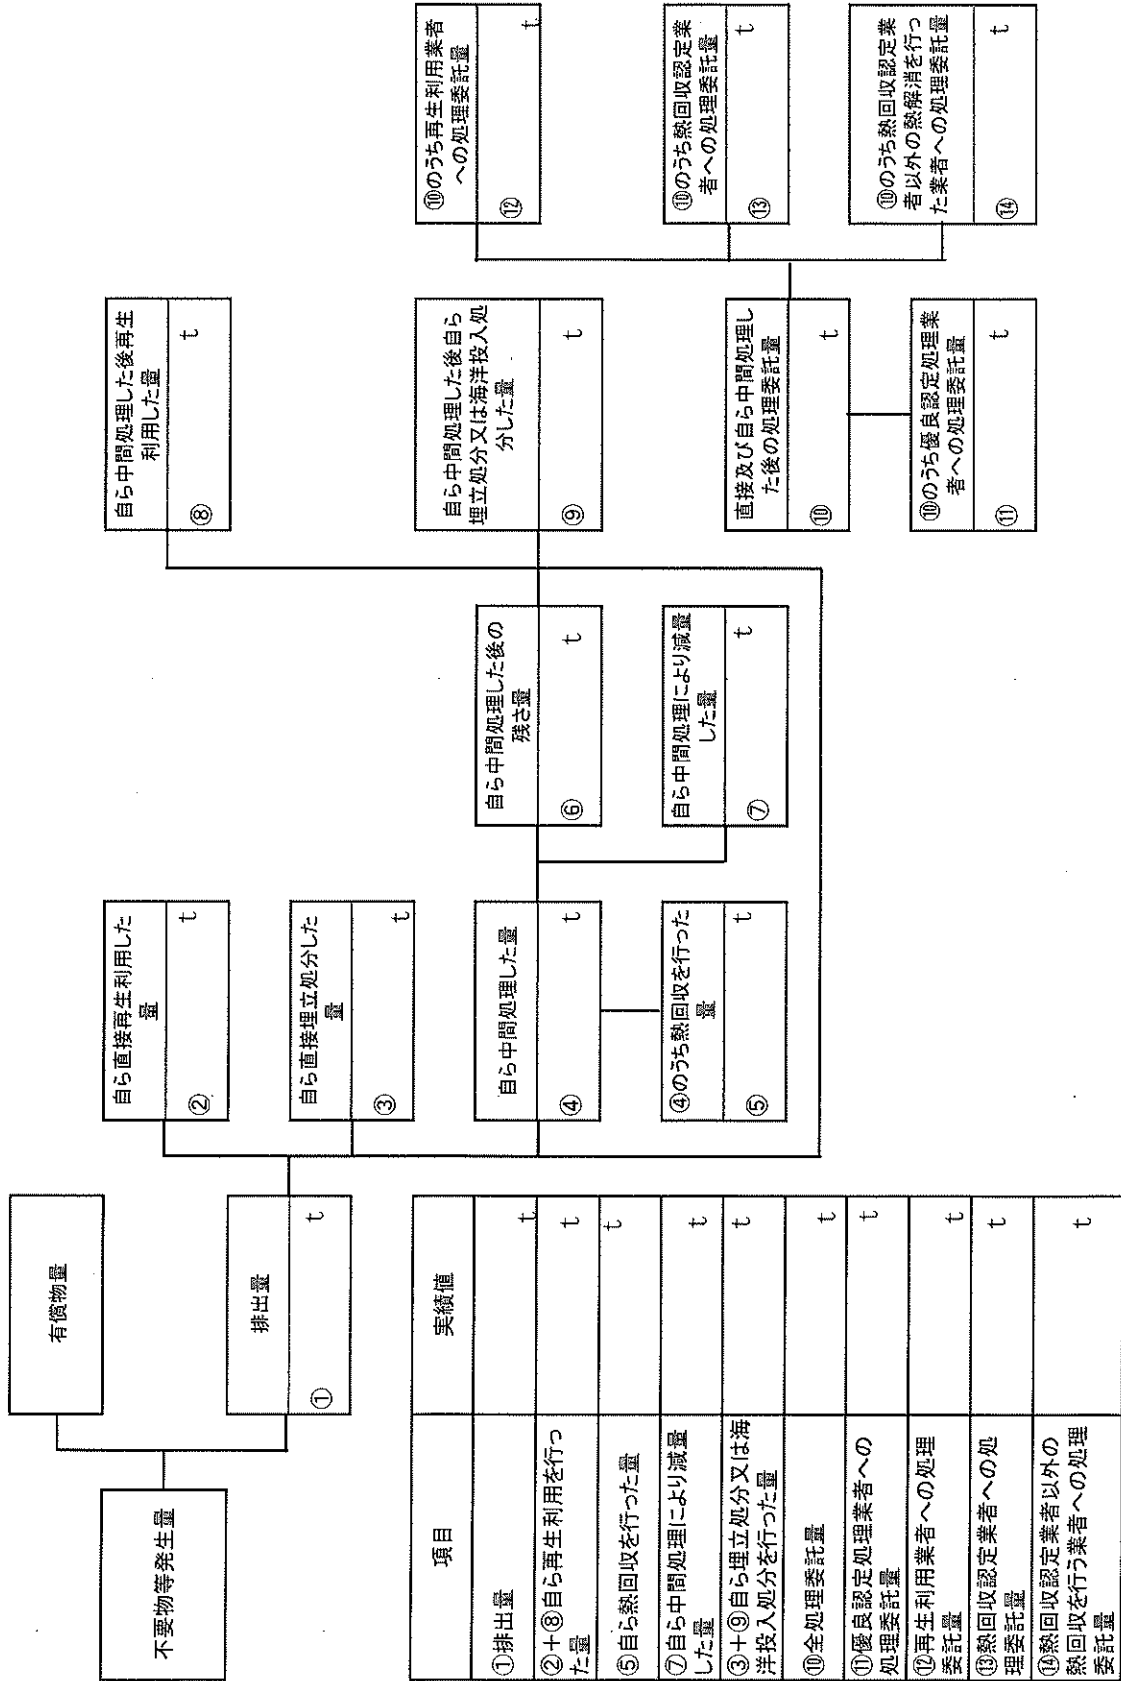 不要物等発生量
有償物量
排出量
① t
自ら直接再生利用した
量
② t
自ら直接埋立処分した
量
③ t
自ら中間処理した量
④ t
④のうち熱回収を行った
量
⑤ t
自ら中間処理した後の
残さ量
⑥ t
自ら中間処理により減量
した量
⑦ t
自ら中間処理した後再生
利用した量
⑧ t
自ら中間処理した後自ら
埋立処分又は海洋投入処
分した量
⑨ t
直接及び自ら中間処理し
た後の処理委託量
⑩ t
⑩のうち優良認定処理業
者への処理委託量
⑪ t
⑩のうち再生利用業者
への処理委託量
⑫ t
⑩のうち熱回収認定業
者への処理委託量
⑬ t
⑩のうち熱回収認定業
者以外の熱解消を行っ
た業者への処理委託量
⑭ t
項目 実績値
①排出量 t
②+⑧自ら再生利用を行っ
た量 t
⑤自ら熱回収を行った量 t
⑦自ら中間処理により減量
した量 t
③+⑨自ら埋立処分又は海
洋投入処分を行った量 t
⑩全処理委託量 t
⑪優良認定処理業者への
処理委託量 t
⑫再生利用業者への処理
委託量 t
⑬熱回収認定業者への処
理委託量 t
⑭熱回収認定業者以外の
熱回収を行う業者への処理
委託量 t